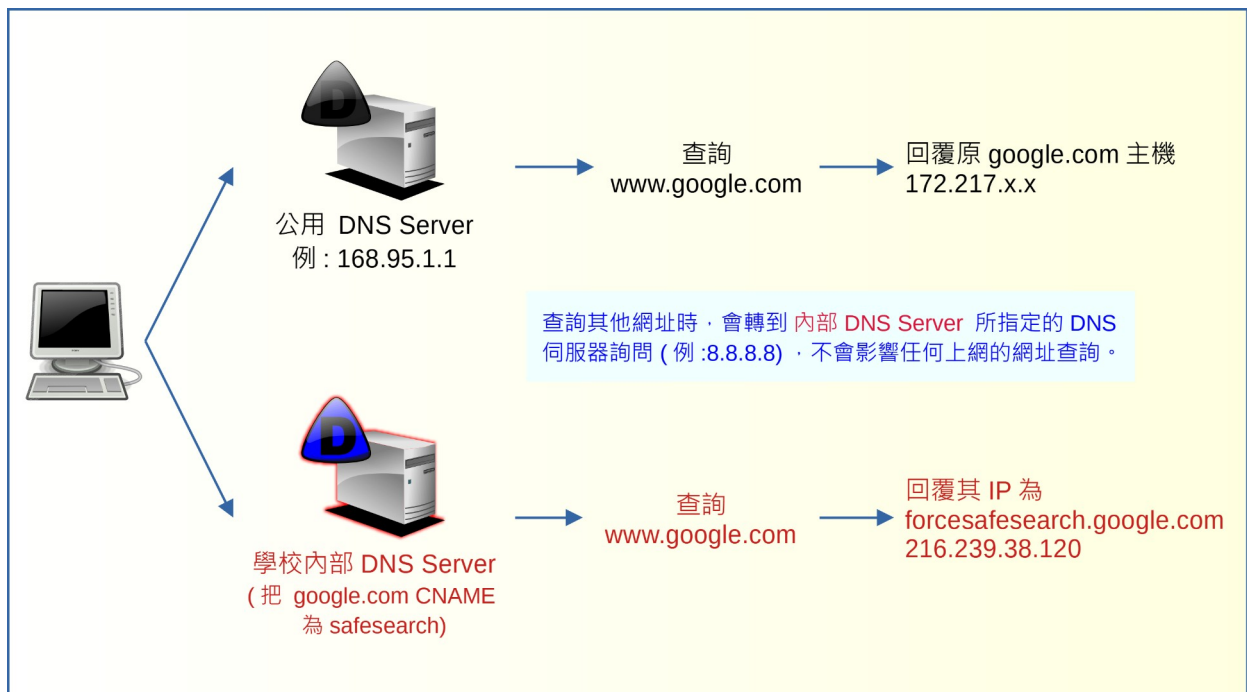 查詢
www.google.com
回覆原 google.com 主機
172.217.x.x
公用 DNS Server
例 : 168.95.1.1
查詢其他網址時，會轉到 內部 DNS Server 所指定的 DNS
伺服器詢問 ( 例 :8.8.8.8) ，不會影響任何上網的網址查詢。
D
查詢
www.google.com
回覆其 IP 為
forcesafesearch.google.com
216.239.38.120
學校內部 DNS Server
( 把 google.com CNAME
為 safesearch)